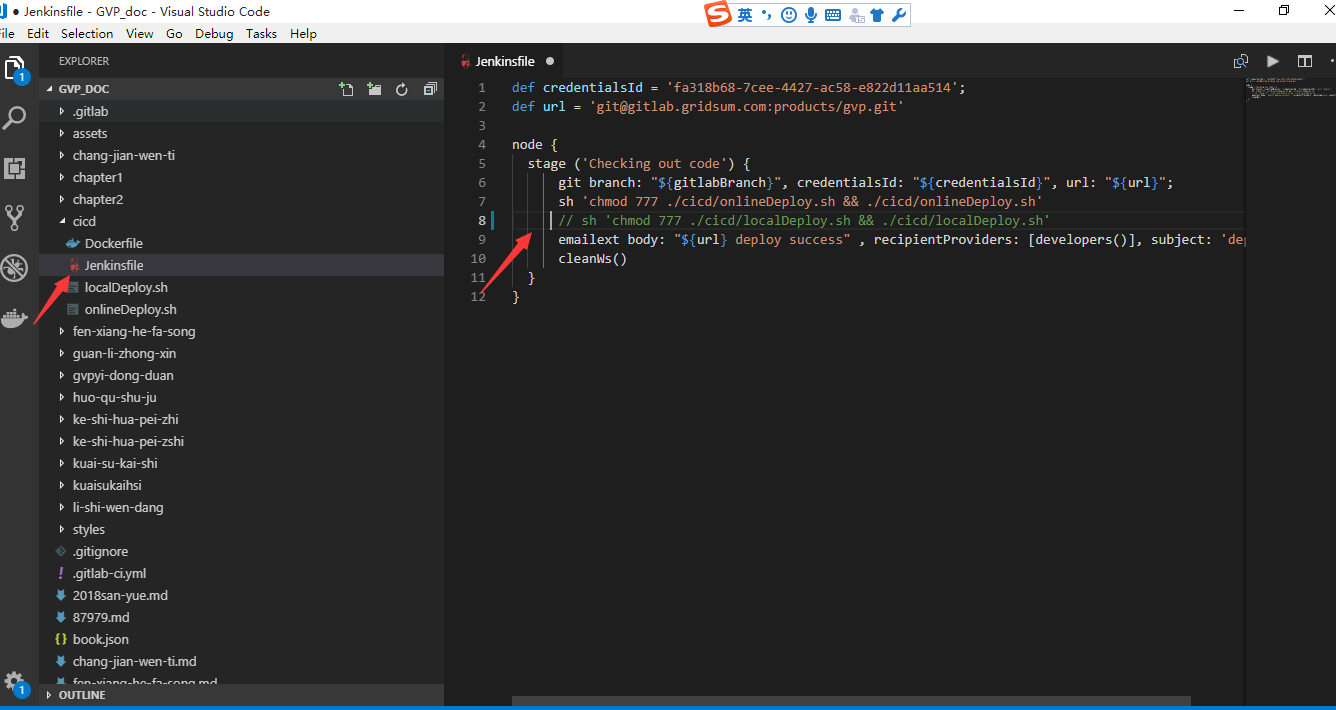 ● Jenkinsfile - GVP_doc - Visual Studio Code
英
File Edit Selection View Go Debug Tasks Help
1
EXPLORER
GVP_DOC
.gitlab
assets
chang-jian-wen-ti
chapter1
chapter2
cicd
Dockerfile
Jenkinsfile
localDeploy.sh
onlineDeploy.sh
fen-xiang-he-fa-song
guan-li-zhong-xin
gvpyi-dong-duan
huo-qu-shu-ju
ke-shi-hua-pei-zhi
ke-shi-hua-pei-zshi
kuai-su-kai-shi
kuaisukaihsi
li-shi-wen-dang
styles
.gitignore
.gitlab-ci.yml
2018san-yue.md
87979.md
book.json
chang-jian-wen-ti.md
fen-xiang-he-fa-song.md
OUTLINE
1
Jenkinsfile ●
1 def credentialsId = 'fa318b68-7cee-4427-ac58-e822d11aa514';
2 def url = 'git@gitlab.gridsum.com:products/gvp.git'
3
4 node {
5 stage ('Checking out code') {
6 git branch: "${gitlabBranch}", credentialsId: "${credentialsId}", url: "${url}";
7 sh 'chmod 777 ./cicd/onlineDeploy.sh && ./cicd/onlineDeploy.sh'
8 // sh 'chmod 777 ./cicd/localDeploy.sh && ./cicd/localDeploy.sh'
9 emailext body: "${url} deploy success" , recipientProviders: [developers()], subject: 'de
10 cleanWs()
11 }
12 }